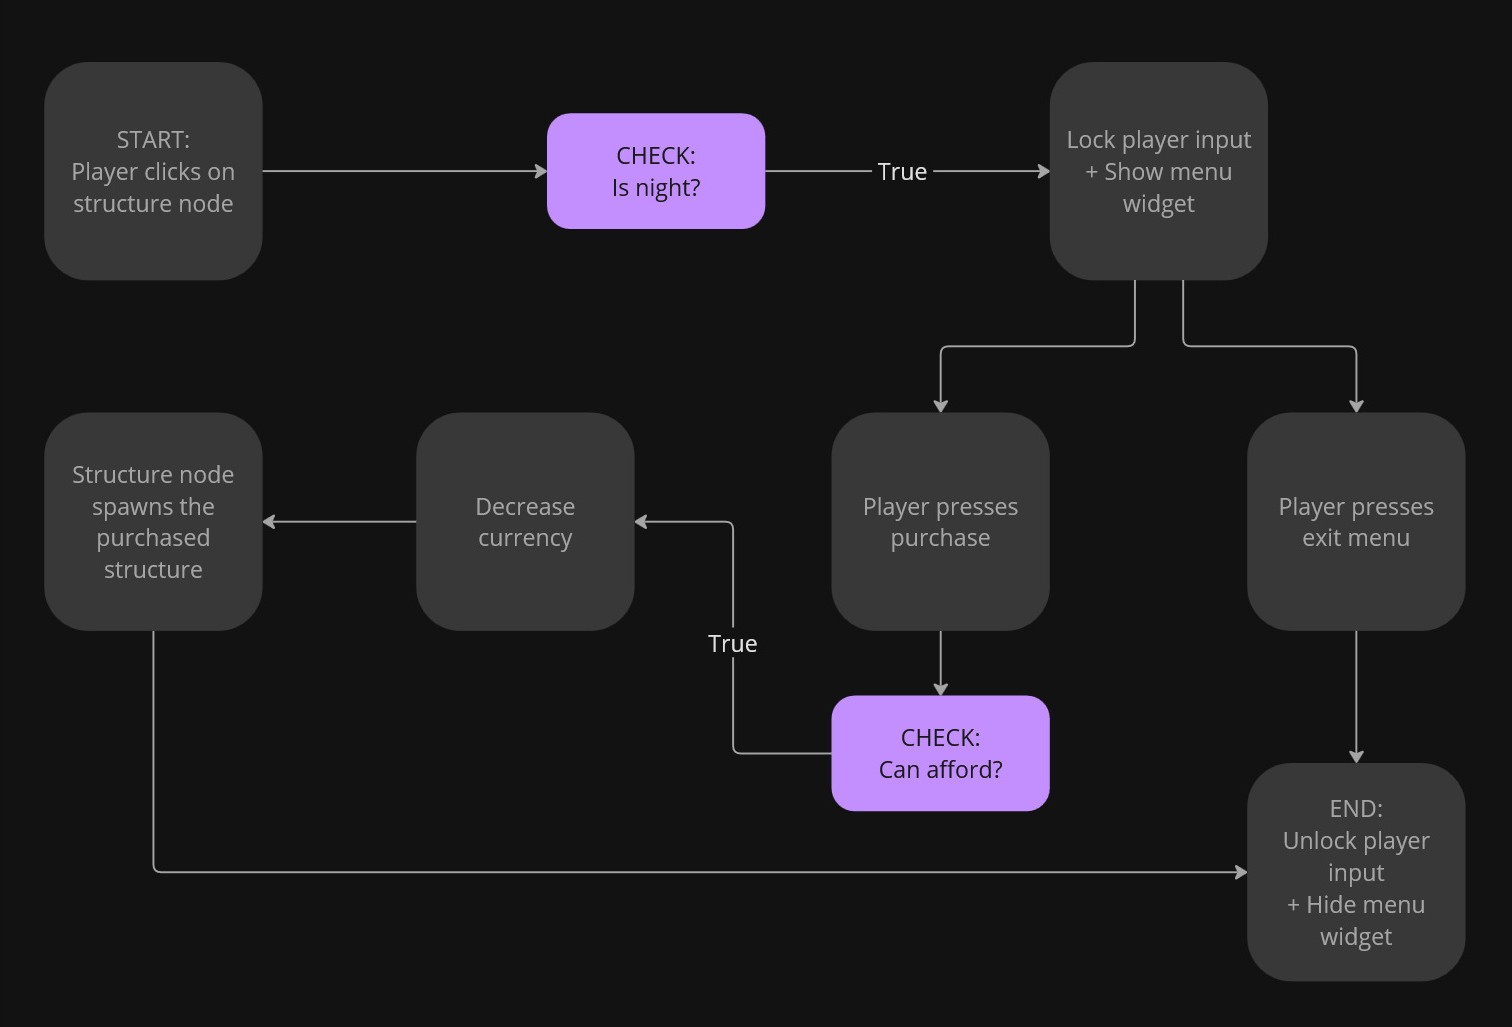 START:
Player clicks on
structure node
CHECK:
Is night?
True
Lock player input
+ Show menu
widget
Structure node
spawns the
purchased
structure
Decrease
currency
Player presses
purchase
Player presses
exit menu
True
CHECK:
Can afford?
END:
Unlock player
input
+ Hide menu
widget